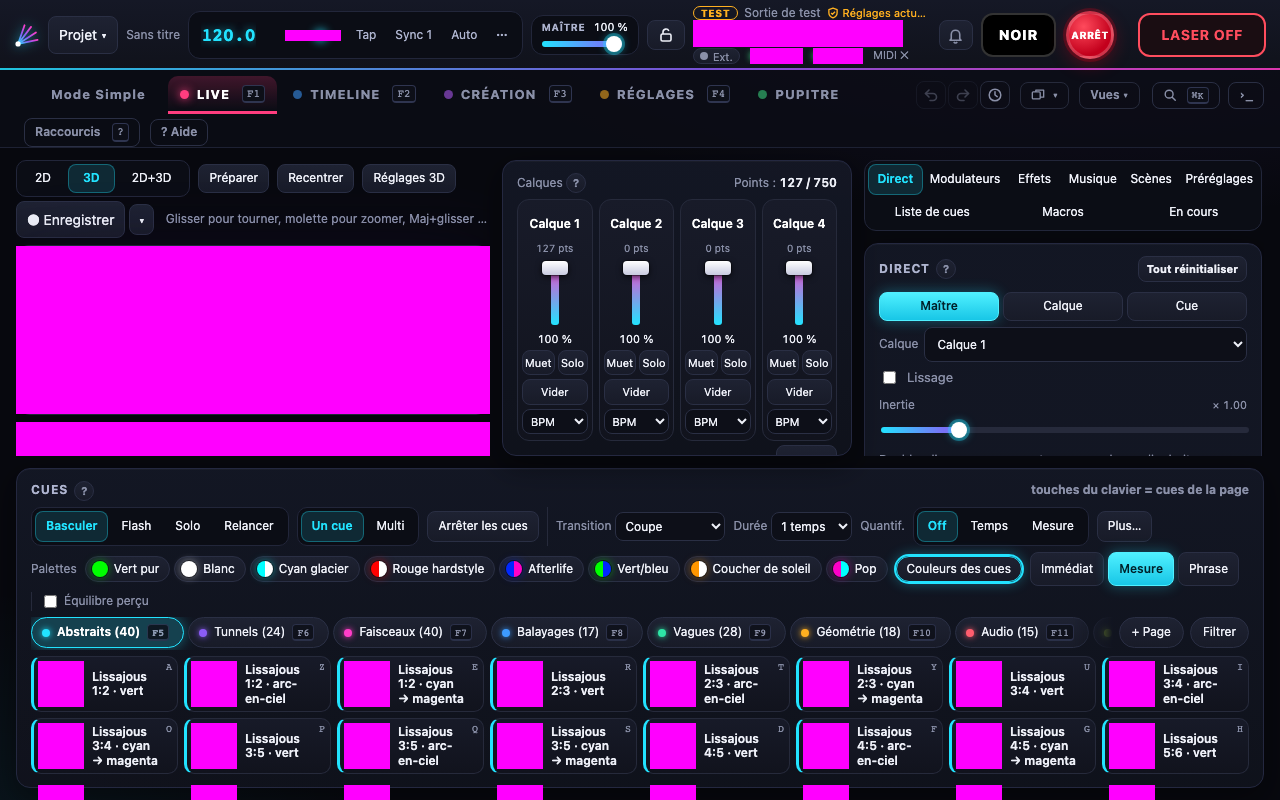 Projet ▾ Sans titre 120.0 Tap Sync 1 Auto ··· MAÎTRE 100 % TEST Sortie de test Réglages actu… NOIR ARRÊT LASER OFF
Ext. MIDI ✕
Mode Simple LIVE F1 TIMELINE F2 CRÉATION F3 RÉGLAGES F4 PUPITRE Vues ▾ ⌘K
Raccourcis ? ? Aide
2D 3D 2D+3D Préparer Recentrer Réglages 3D
Enregistrer ▾ Glisser pour tourner, molette pour zoomer, Maj+glisser …
Calques ? Points : 127 / 750
Calque 1 Calque 2 Calque 3 Calque 4
127 pts 0 pts 0 pts 0 pts
100 % 100 % 100 % 100 %
Muet Solo Muet Solo Muet Solo Muet Solo
Vider Vider Vider Vider
BPM BPM BPM BPM
Direct Modulateurs Effets Musique Scènes Préréglages
Liste de cues Macros En cours
DIRECT ? Tout réinitialiser
Maître Calque Cue
Calque Calque 1
Lissage
Inertie × 1.00
CUES ? touches du clavier = cues de la page
Basculer Flash Solo Relancer Un cue Multi Arrêter les cues Transition Coupe Durée 1 temps Quantif. Off Temps Mesure Plus...
Palettes Vert pur Blanc Cyan glacier Rouge hardstyle Afterlife Vert/bleu Coucher de soleil Pop Couleurs des cues Immédiat Mesure Phrase
Équilibre perçu
Abstraits (40) F5 Tunnels (24) F6 Faisceaux (40) F7 Balayages (17) F8 Vagues (28) F9 Géométrie (18) F10 Audio (15) F11 + Page Filtrer
Lissajous 1:2 · vert A
Lissajous 1:2 · arc-en-ciel Z
Lissajous 1:2 · cyan → magenta E
Lissajous 2:3 · vert R
Lissajous 2:3 · arc-en-ciel T
Lissajous 2:3 · cyan → magenta Y
Lissajous 3:4 · vert U
Lissajous 3:4 · arc-en-ciel I
Lissajous 3:4 · cyan → magenta O
Lissajous 3:5 · vert P
Lissajous 3:5 · arc-en-ciel Q
Lissajous 3:5 · cyan → magenta S
Lissajous 4:5 · vert D
Lissajous 4:5 · arc-en-ciel F
Lissajous 4:5 · cyan → magenta G
Lissajous 5:6 · vert H